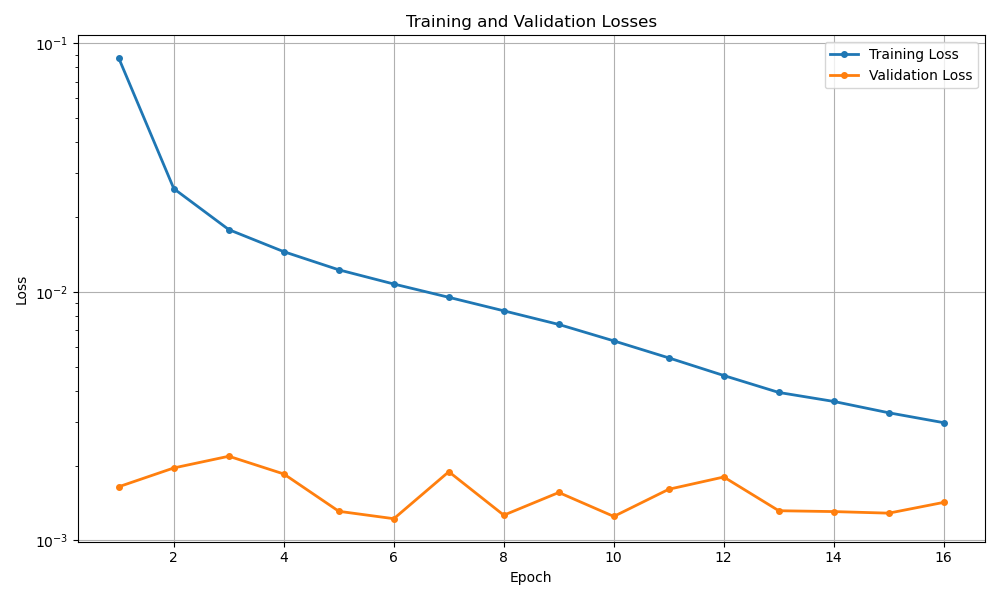 Training and Validation Losses
Training Loss
Validation Loss
10⁻¹
10⁻²
10⁻³
Loss
2 4 6 8 10 12 14 16
Epoch